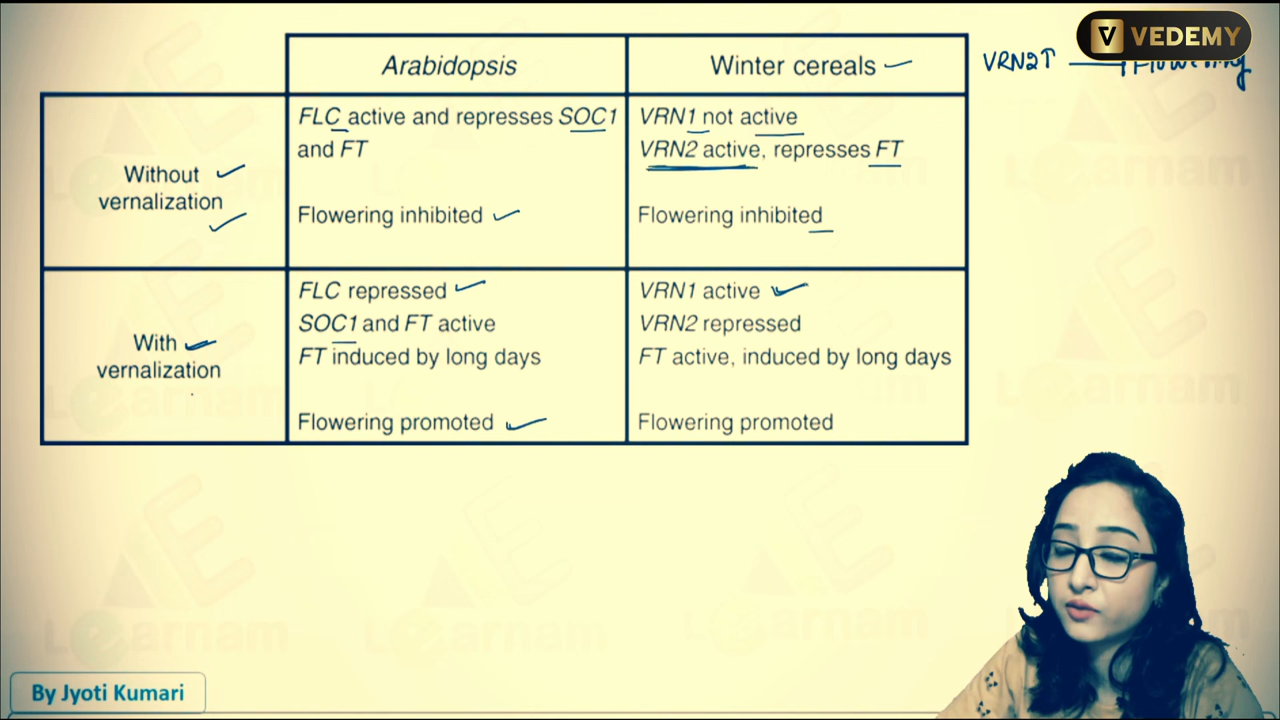 VEDEMY
Arabidopsis
Winter cereals
VRN2↑
Flowering
Without
vernalization
FLC active and represses SOC1
and FT
Flowering inhibited
VRN1 not active
VRN2 active, represses FT
Flowering inhibited
With
vernalization
FLC repressed
SOC1 and FT active
FT induced by long days
Flowering promoted
VRN1 active
VRN2 repressed
FT active, induced by long days
Flowering promoted
By Jyoti Kumari